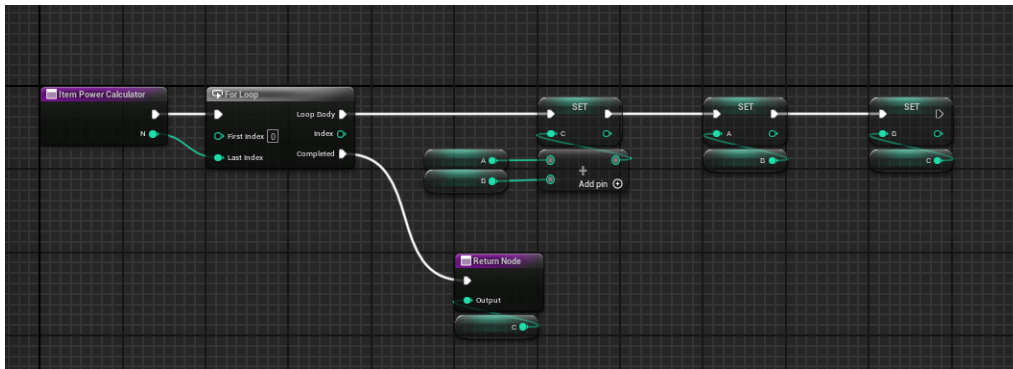 Item Power Calculator
N
For Loop
First Index 0
Last Index
Loop Body
Index
Completed
SET
C
A
B
Add pin
SET
A
B
SET
B
C
Return Node
Output
C